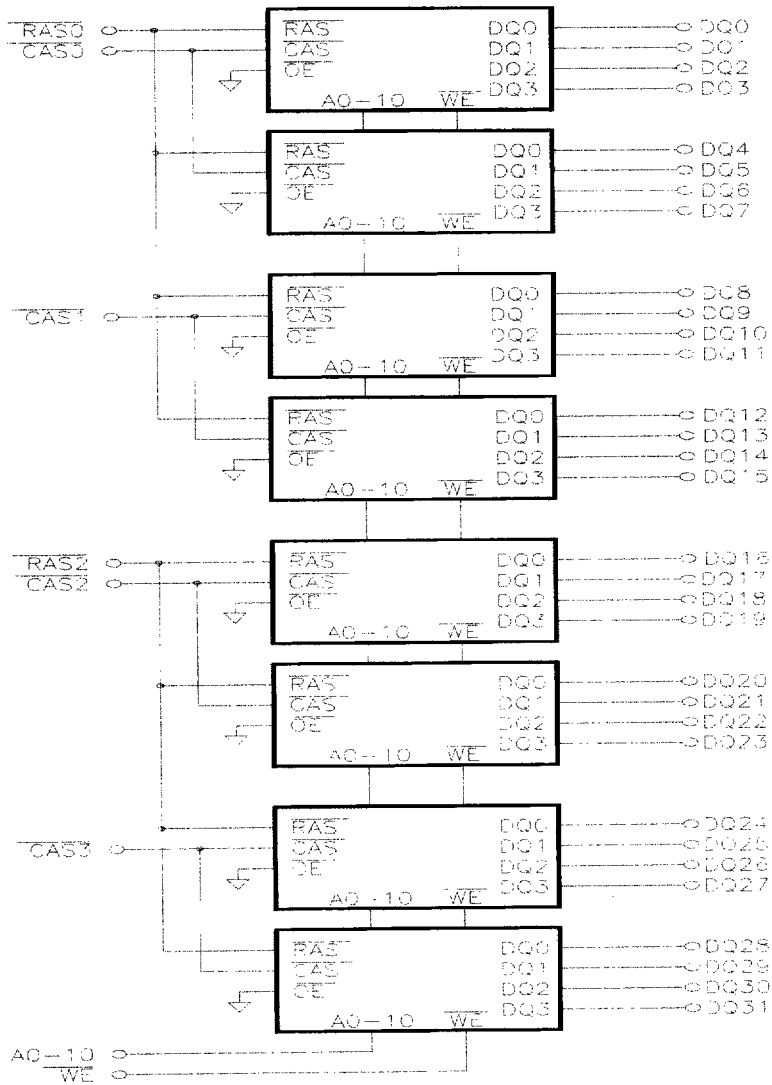 RAS0 RAS DQ0 DQ0
CAS0 CAS DQ1 DQ1
OE DQ2 DQ2
DQ3 DQ3
A0-10 WE
RAS DQ0 DQ4
CAS DQ1 DQ5
OE DQ2 DQ6
DQ3 DQ7
A0-10 WE
RAS DQ0 DQ8
CAS1 CAS DQ1 DQ9
OE DQ2 DQ10
DQ3 DQ11
A0-10 WE
RAS DQ0 DQ12
CAS DQ1 DQ13
OE DQ2 DQ14
DQ3 DQ15
A0-10 WE
RAS2 RAS DQ0 DQ16
CAS2 CAS DQ1 DQ17
OE DQ2 DQ18
DQ3 DQ19
A0-10 WE
RAS DQ0 DQ20
CAS DQ1 DQ21
OE DQ2 DQ22
DQ3 DQ23
A0-10 WE
RAS DQ0 DQ24
CAS3 CAS DQ1 DQ25
OE DQ2 DQ26
DQ3 DQ27
A0-10 WE
RAS DQ0 DQ28
CAS DQ1 DQ29
OE DQ2 DQ30
DQ3 DQ31
A0-10 WE
A0-10
WE